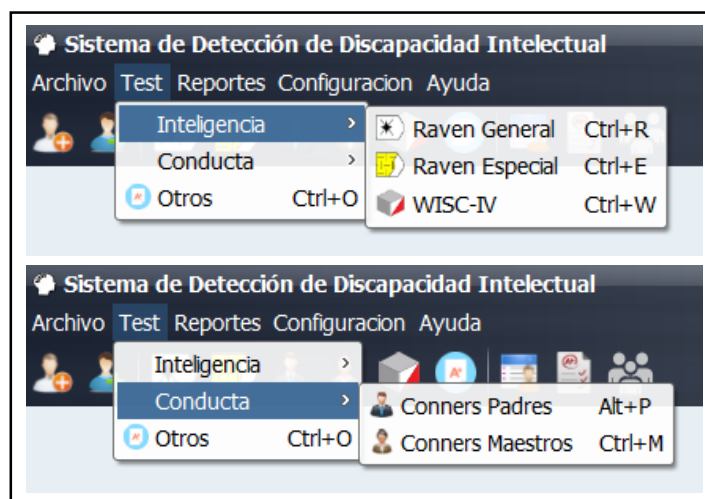 Sistema de Detección de Discapacidad Intelectual
Archivo Test Reportes Configuracion Ayuda
Inteligencia > Raven General Ctrl+R
Conducta > Raven Especial Ctrl+E
Otros Ctrl+O WISC-IV Ctrl+W
Sistema de Detección de Discapacidad Intelectual
Archivo Test Reportes Configuracion Ayuda
Inteligencia >
Conducta > Conners Padres Alt+P
Otros Ctrl+O Conners Maestros Ctrl+M